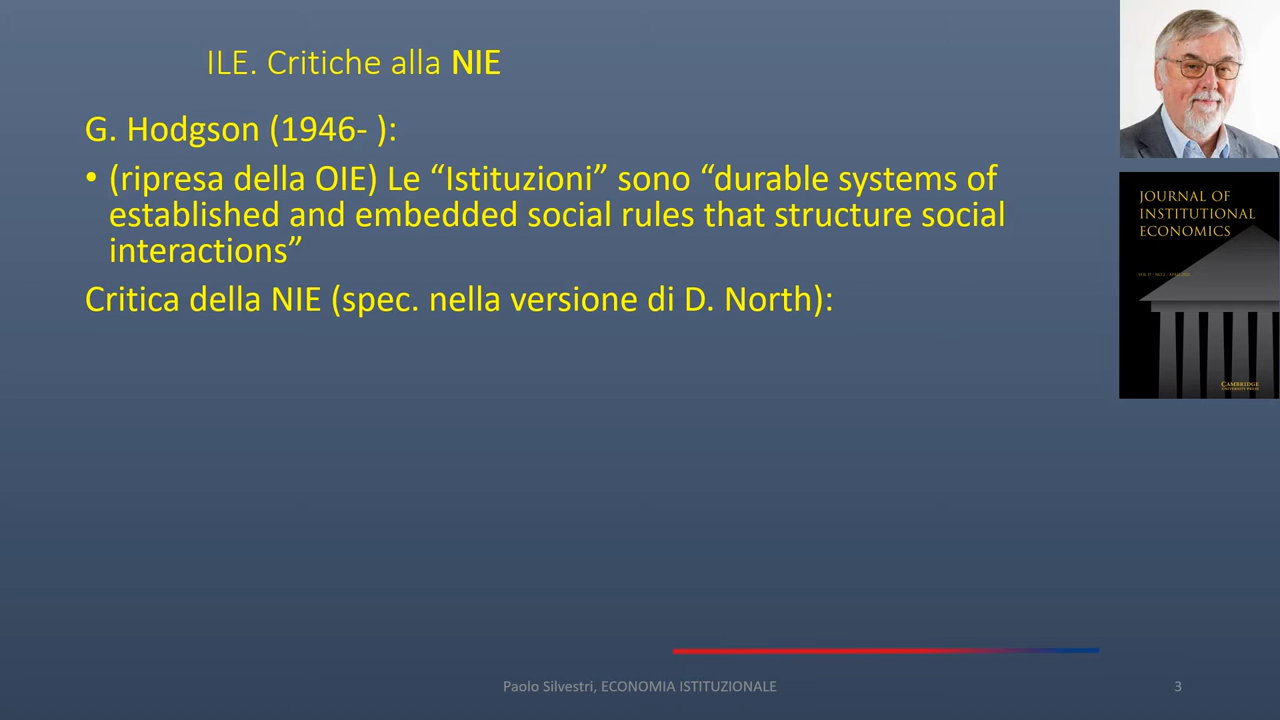 ILE. Critiche alla NIE
G. Hodgson (1946- ):
• (ripresa della OIE) Le “Istituzioni” sono “durable systems of
established and embedded social rules that structure social
interactions”
Critica della NIE (spec. nella versione di D. North):
JOURNAL OF
INSTITUTIONAL
ECONOMICS
CAMBRIDGE
UNIVERSITY PRESS
Paolo Silvestri, ECONOMIA ISTITUZIONALE
3